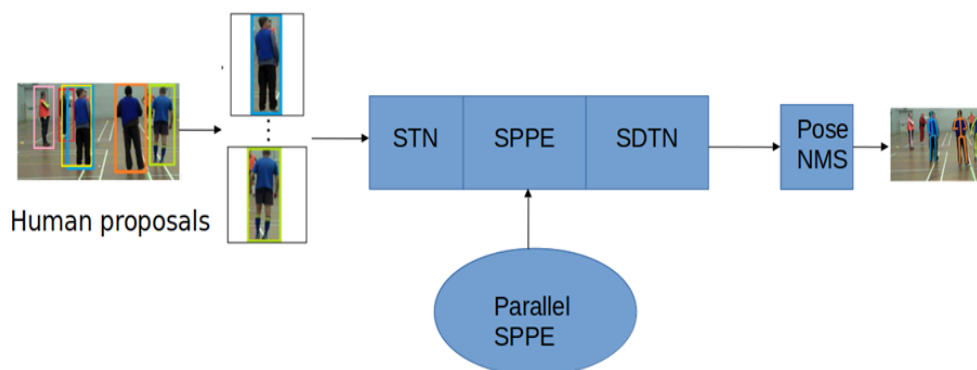 Human proposals
STN
SPPE
SDTN
Pose
NMS
Parallel
SPPE